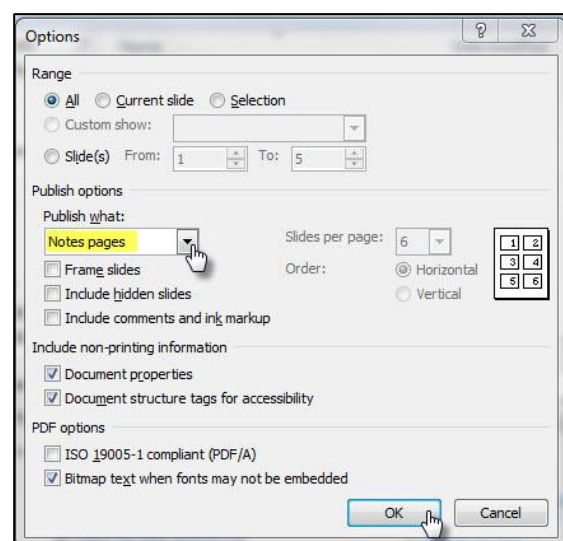 Options
Range
All Current slide Selection
Custom show:
Slide(s) From: 1 To: 5
Publish options
Publish what:
Notes pages Slides per page: 6
Frame slides Order: Horizontal
Include hidden slides Vertical
Include comments and ink markup
1 2
3 4
5 6
Include non-printing information
Document properties
Document structure tags for accessibility
PDF options
ISO 19005-1 compliant (PDF/A)
Bitmap text when fonts may not be embedded
OK Cancel